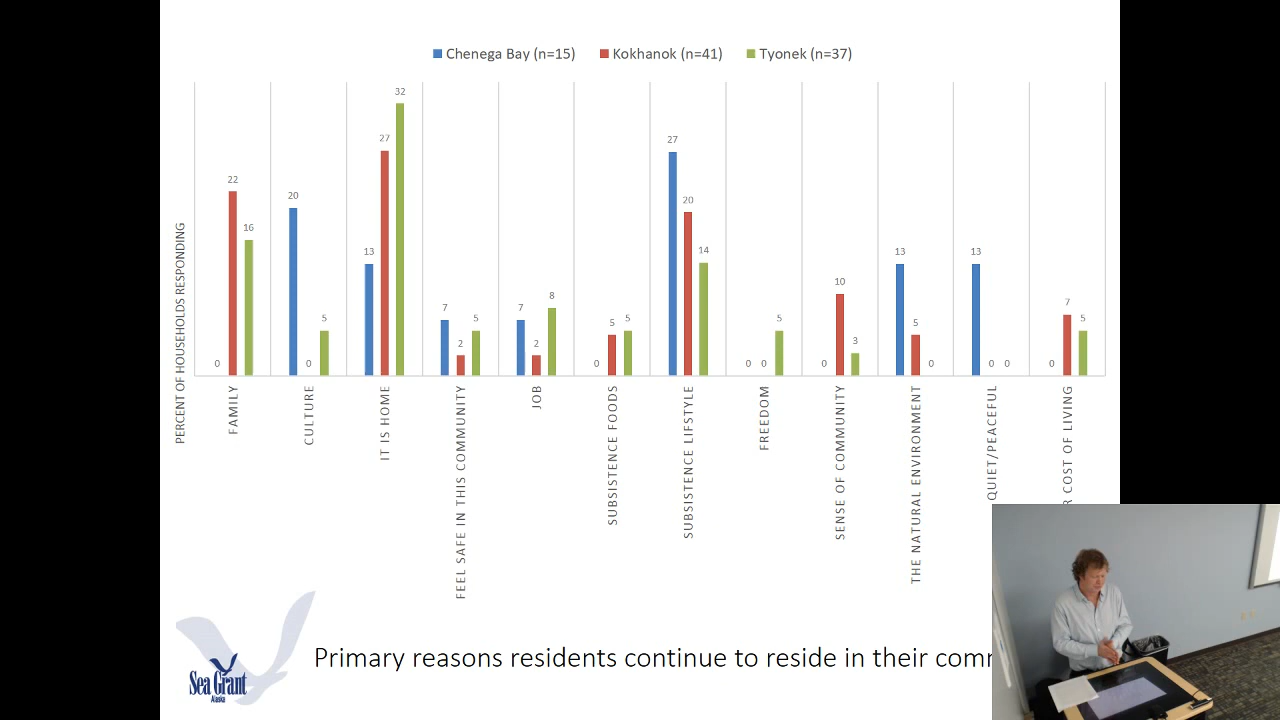 Chenega Bay (n=15) Kokhanok (n=41) Tyonek (n=37)
PERCENT OF HOUSEHOLDS RESPONDING
0 22 16
20 0 5
13 27 32
7 2 5
7 2 8
0 5 5
27 20 14
0 0 5
0 10 3
13 5 0
13 0 0
0 7 5
FAMILY
CULTURE
IT IS HOME
FEEL SAFE IN THIS COMMUNITY
JOB
SUBSISTENCE FOODS
SUBSISTENCE LIFSTYLE
FREEDOM
SENSE OF COMMUNITY
THE NATURAL ENVIRONMENT
QUIET/PEACEFUL
COST OF LIVING
Primary reasons residents continue to reside in their
Sea Grant
Alaska